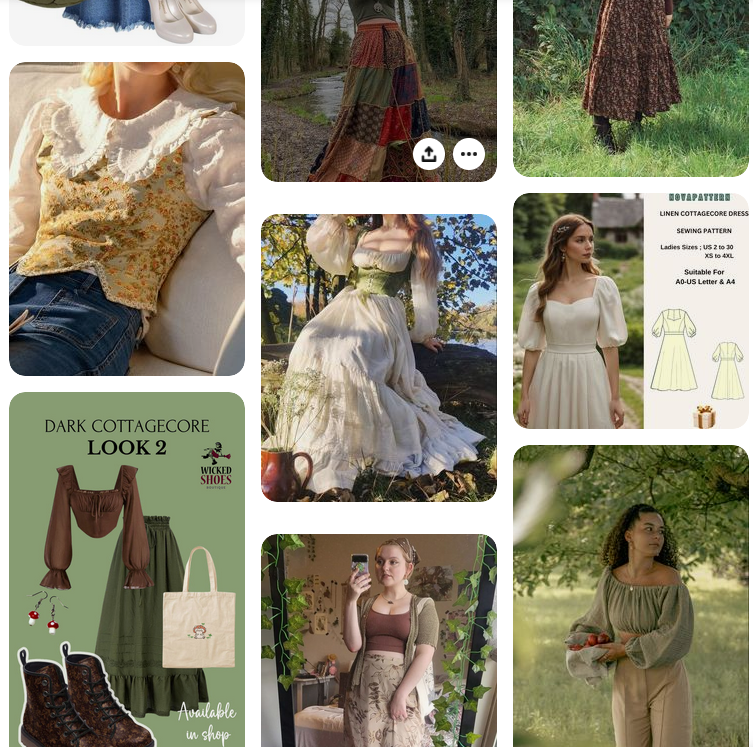 DARK COTTAGECORE
LOOK 2
WICKED
SHOES
Available
in shop
NOVAPATTERN
LINEN COTTAGECORE DRESS
SEWING PATTERN
Ladies Sizes ; US 2 to 30
XS to 4XL
Suitable For
A0-US Letter & A4